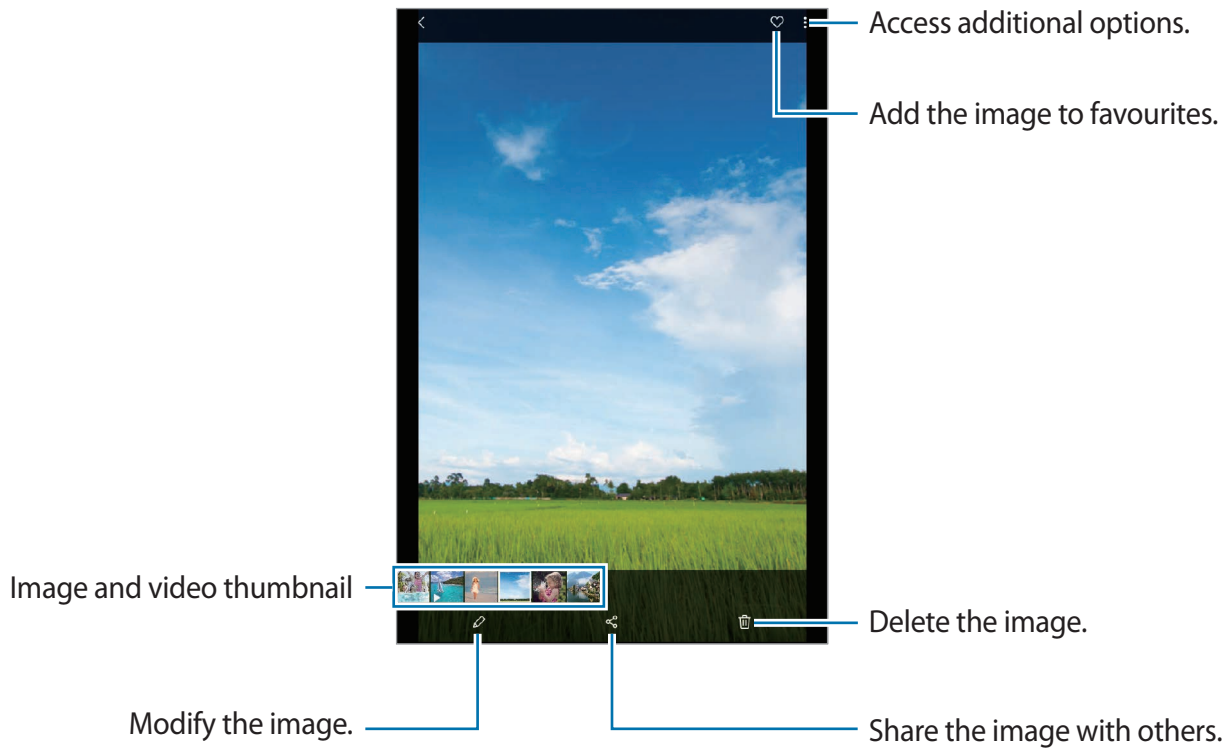 Access additional options.
Add the image to favourites.
Image and video thumbnail
Delete the image.
Modify the image.
Share the image with others.